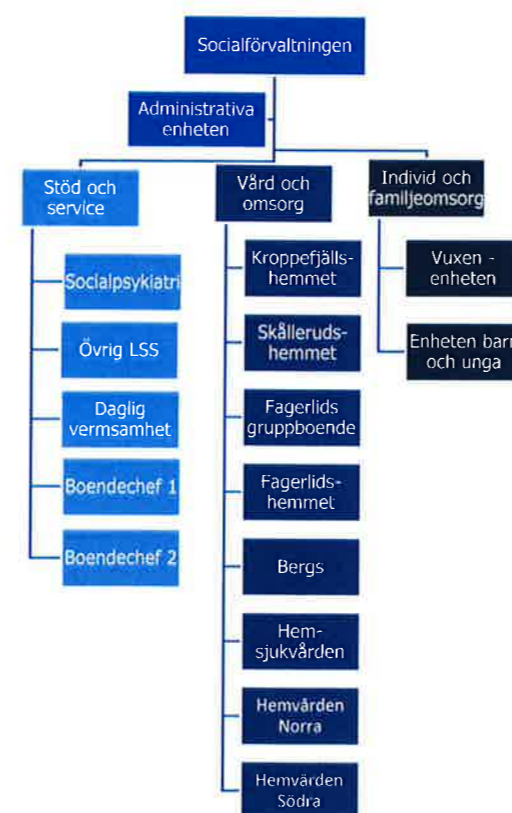 Socialförvaltningen
Administrativa
enheten
Stöd och
service
Socialpsykiatri
Övrig LSS
Daglig
vermsamhet
Boendechef 1
Boendechef 2
Vård och
omsorg
Kroppefjälls-
hemmet
Skålleruds-
hemmet
Fagerlids
gruppboende
Fagerlids-
hemmet
Bergs
Hem-
sjukvården
Hemvården
Norra
Hemvården
Södra
Individ och
familjeomsorg
Vuxen -
enheten
Enheten barn
och unga